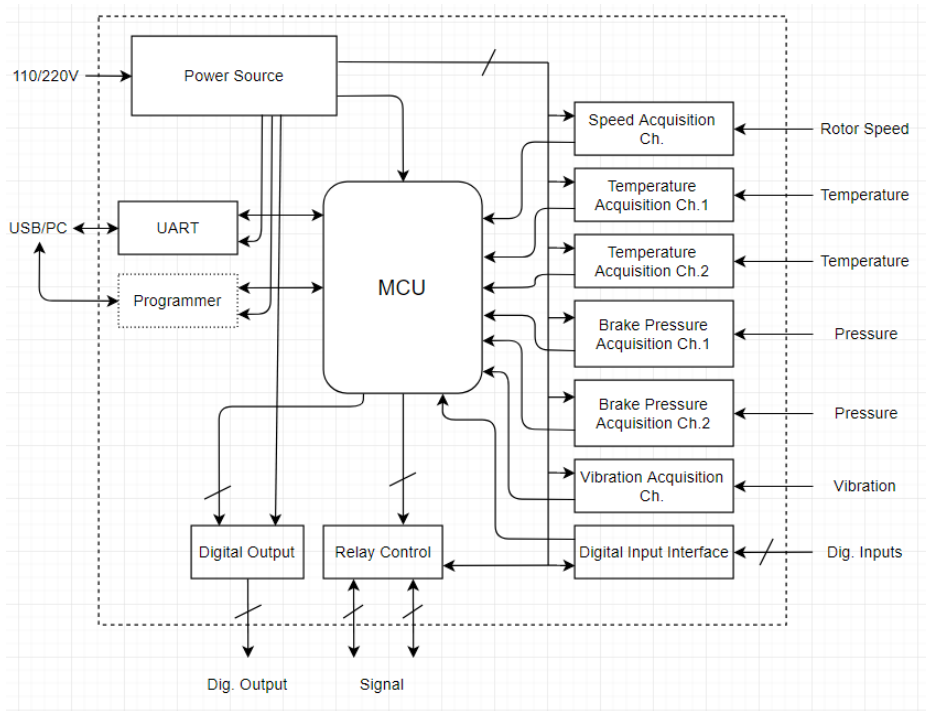 110/220V
Power Source
Speed Acquisition
Ch.
Rotor Speed
Temperature
Acquisition Ch.1
Temperature
USB/PC
UART
Temperature
Acquisition Ch.2
Temperature
Programmer
MCU
Brake Pressure
Acquisition Ch.1
Pressure
Brake Pressure
Acquisition Ch.2
Pressure
Vibration Acquisition
Ch.
Vibration
Digital Output
Relay Control
Digital Input Interface
Dig. Inputs
Dig. Output
Signal